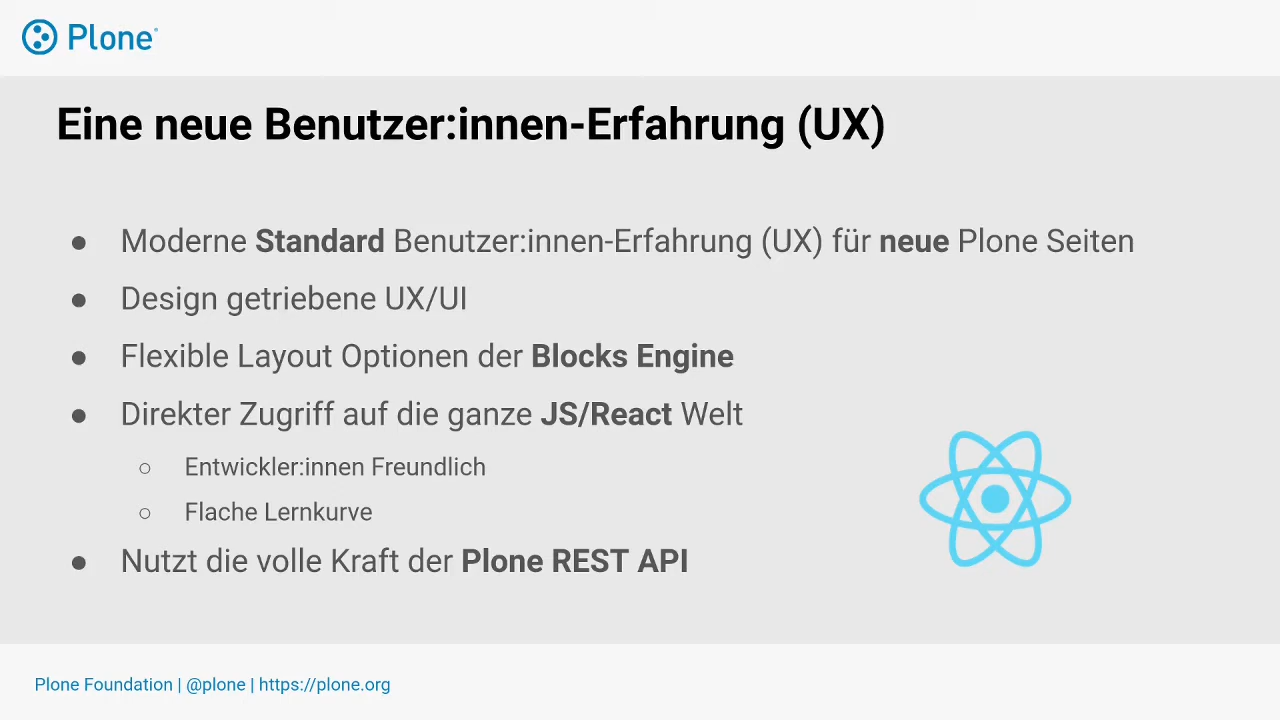 Plone
Eine neue Benutzer:innen-Erfahrung (UX)
● Moderne Standard Benutzer:innen-Erfahrung (UX) für neue Plone Seiten
● Design getriebene UX/UI
● Flexible Layout Optionen der Blocks Engine
● Direkter Zugriff auf die ganze JS/React Welt
○ Entwickler:innen Freundlich
○ Flache Lernkurve
● Nutzt die volle Kraft der Plone REST API
Plone Foundation | @plone | https://plone.org